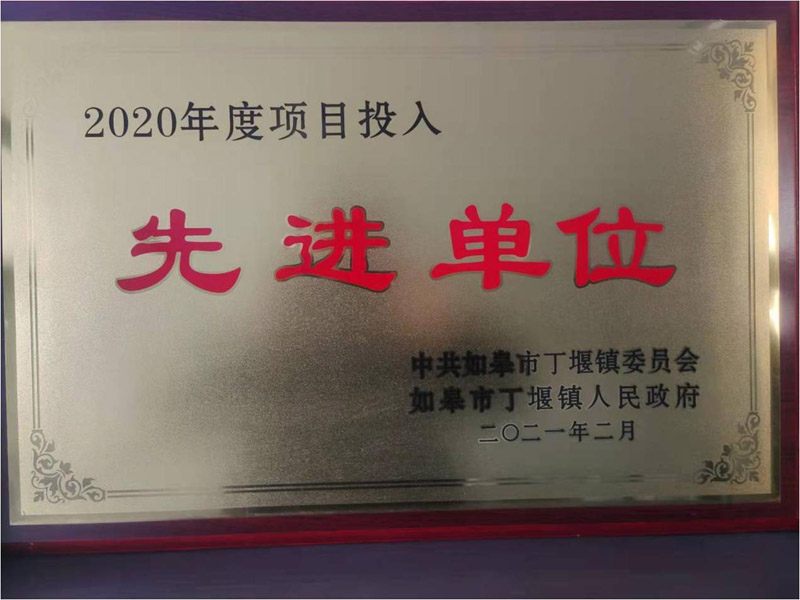 2020年度项目投入
先进单位
中共如皋市丁堰镇委员会
如皋市丁堰镇人民政府
二〇二一年二月